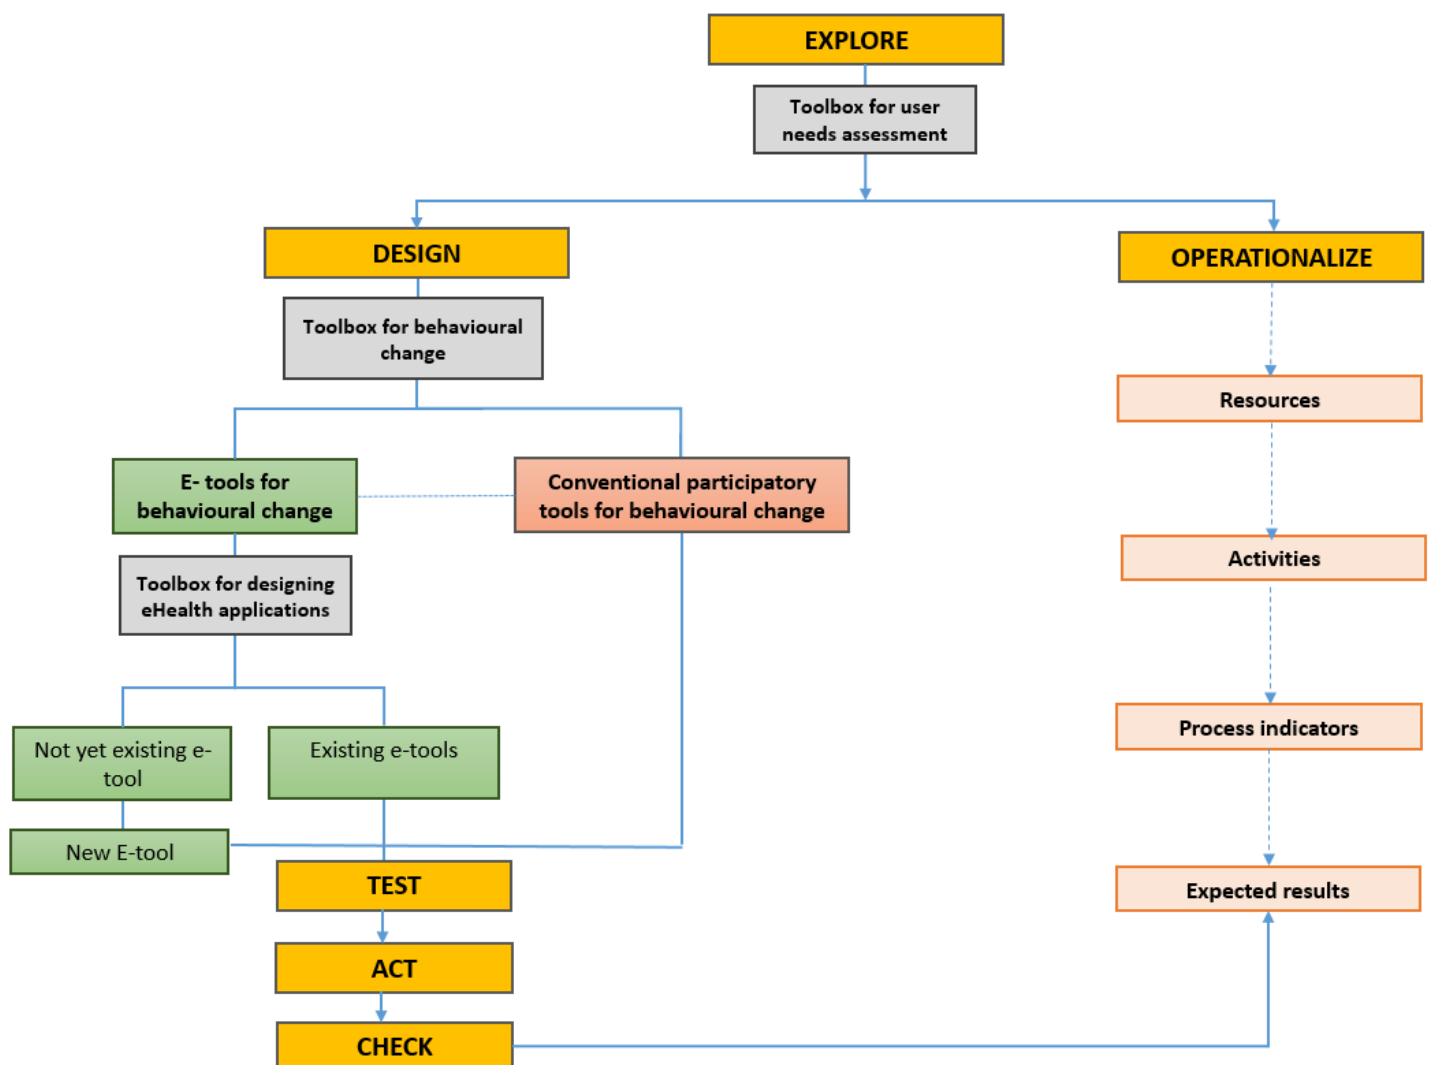 EXPLORE
Toolbox for user
needs assessment
DESIGN
OPERATIONALIZE
Toolbox for behavioural
change
Resources
E- tools for
behavioural change
Conventional participatory
tools for behavioural change
Activities
Toolbox for designing
eHealth applications
Not yet existing e-
tool
Existing e-tools
Process indicators
New E-tool
TEST
Expected results
ACT
CHECK